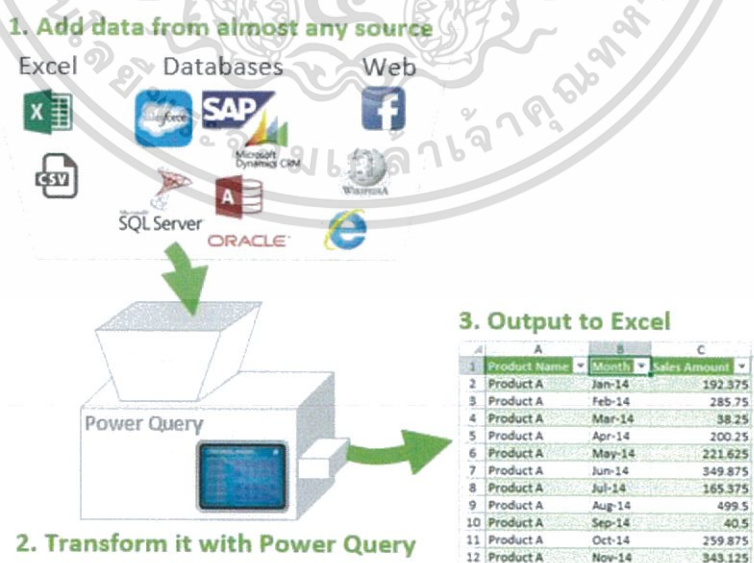 1. Add data from almost any source
Excel Databases Web
salesforce
SAP
Microsoft Dynamics CRM
CSV
WIKIPEDIA
Microsoft
SQL Server
ORACLE
Power Query
2. Transform it with Power Query
3. Output to Excel
A B C
1 Product Name Month Sales Amount
2 Product A Jan-14 192.375
3 Product A Feb-14 285.75
4 Product A Mar-14 38.25
5 Product A Apr-14 200.25
6 Product A May-14 221.625
7 Product A Jun-14 349.875
8 Product A Jul-14 165.375
9 Product A Aug-14 499.5
10 Product A Sep-14 40.5
11 Product A Oct-14 259.875
12 Product A Nov-14 343.125